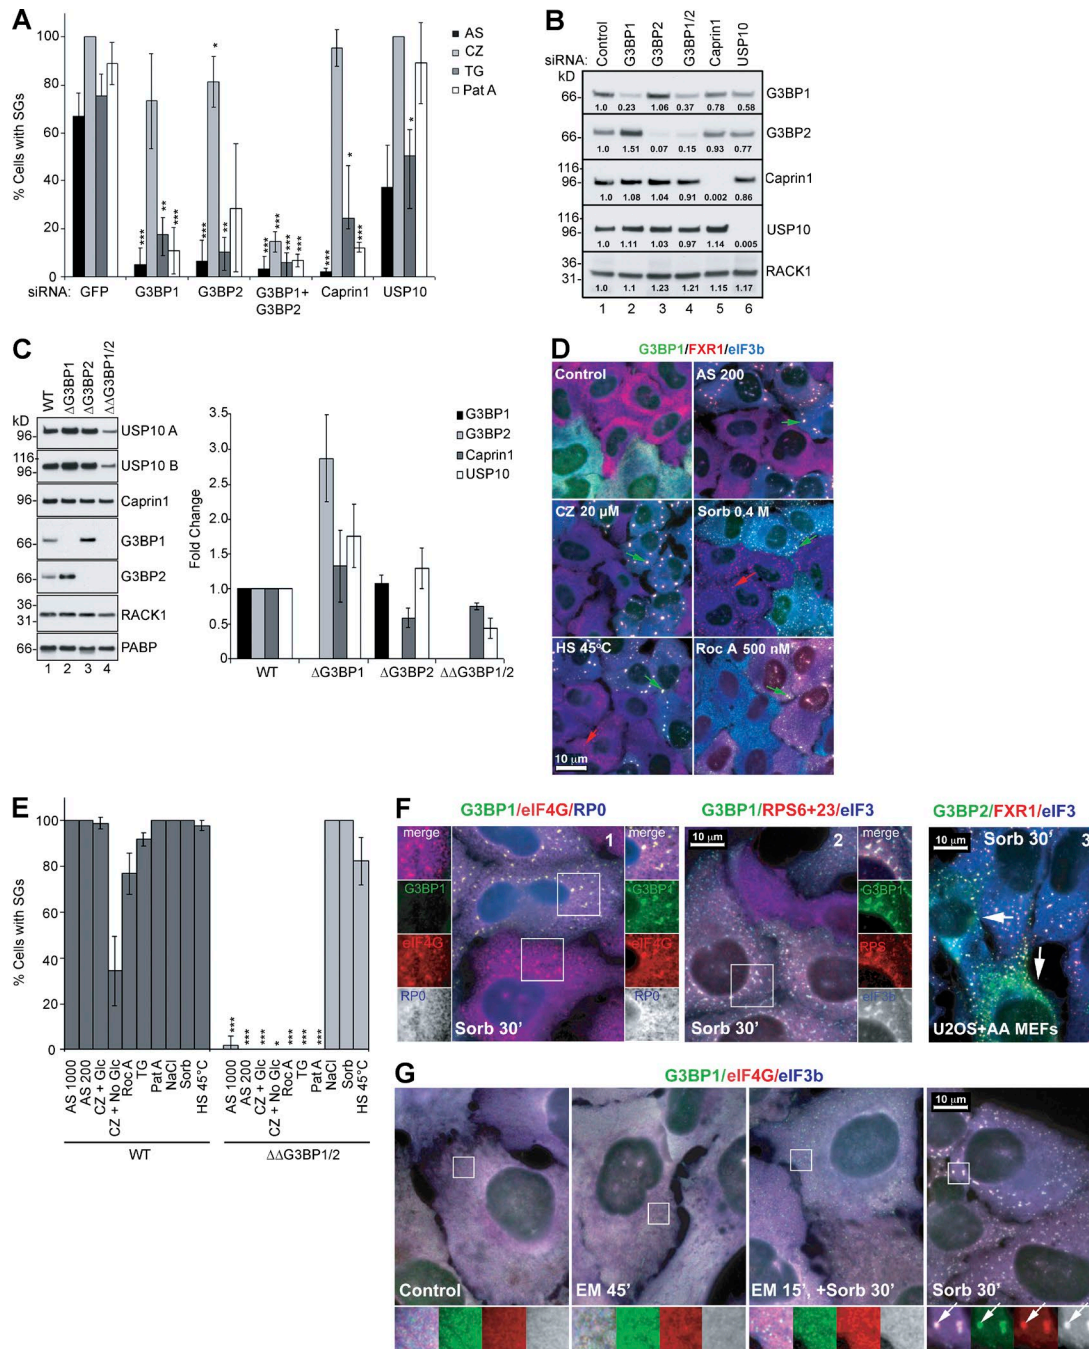 A
AS
CZ
TG
Pat A
% Cells with SGs
100
80
60
40
20
0
*
***
**
***
***
**
***
***
***
***
***
*
***
*
siRNA: GFP G3BP1 G3BP2 G3BP1+ G3BP2 Caprin1 USP10
B
siRNA: Control G3BP1 G3BP2 G3BP1/2 Caprin1 USP10
kD
66- G3BP1
1.0 0.23 1.06 0.37 0.78 0.58
66- G3BP2
1.0 1.51 0.07 0.15 0.93 0.77
116-
96- Caprin1
1.0 1.08 1.04 0.91 0.002 0.86
116-
96- USP10
1.0 1.11 1.03 0.97 1.14 0.005
36-
31- RACK1
1.0 1.1 1.23 1.21 1.15 1.17
1 2 3 4 5 6
C
WT ΔG3BP1 ΔG3BP2 ΔΔG3BP1/2
kD
96- USP10 A
116-
96- USP10 B
96- Caprin1
66- G3BP1
66- G3BP2
36-
31- RACK1
66- PABP
1 2 3 4
Fold Change
3.5
3.0
2.5
2.0
1.5
1.0
.5
0
G3BP1
G3BP2
Caprin1
USP10
WT ΔG3BP1 ΔG3BP2 ΔΔG3BP1/2
D
G3BP1/FXR1/eIF3b
Control AS 200
CZ 20 μM Sorb 0.4 M
HS 45°C Roc A 500 nM
10 μm
E
% Cells with SGs
100
80
60
40
20
0
***
***
***
*
***
***
***
AS 1000
AS 200
CZ + Glc
CZ + No Glc
Roc A
TG
Pat A
NaCl
Sorb
HS 45°C
AS 1000
AS 200
CZ + Glc
CZ + No Glc
Roc A
TG
Pat A
NaCl
Sorb
HS 45°C
WT ΔΔG3BP1/2
F
G3BP1/eIF4G/RP0
merge
G3BP1
eIF4G
RP0
1
Sorb 30'
merge
G3BP1
eIF4G
RP0
G3BP1/RPS6+23/eIF3
10 μm
2
Sorb 30'
merge
G3BP1
RPS
eIF3b
G3BP2/FXR1/eIF3
10 μm
Sorb 30'
3
U2OS+AA MEFs
G
G3BP1/eIF4G/eIF3b
Control
EM 45'
EM 15', +Sorb 30'
10 μm
Sorb 30'